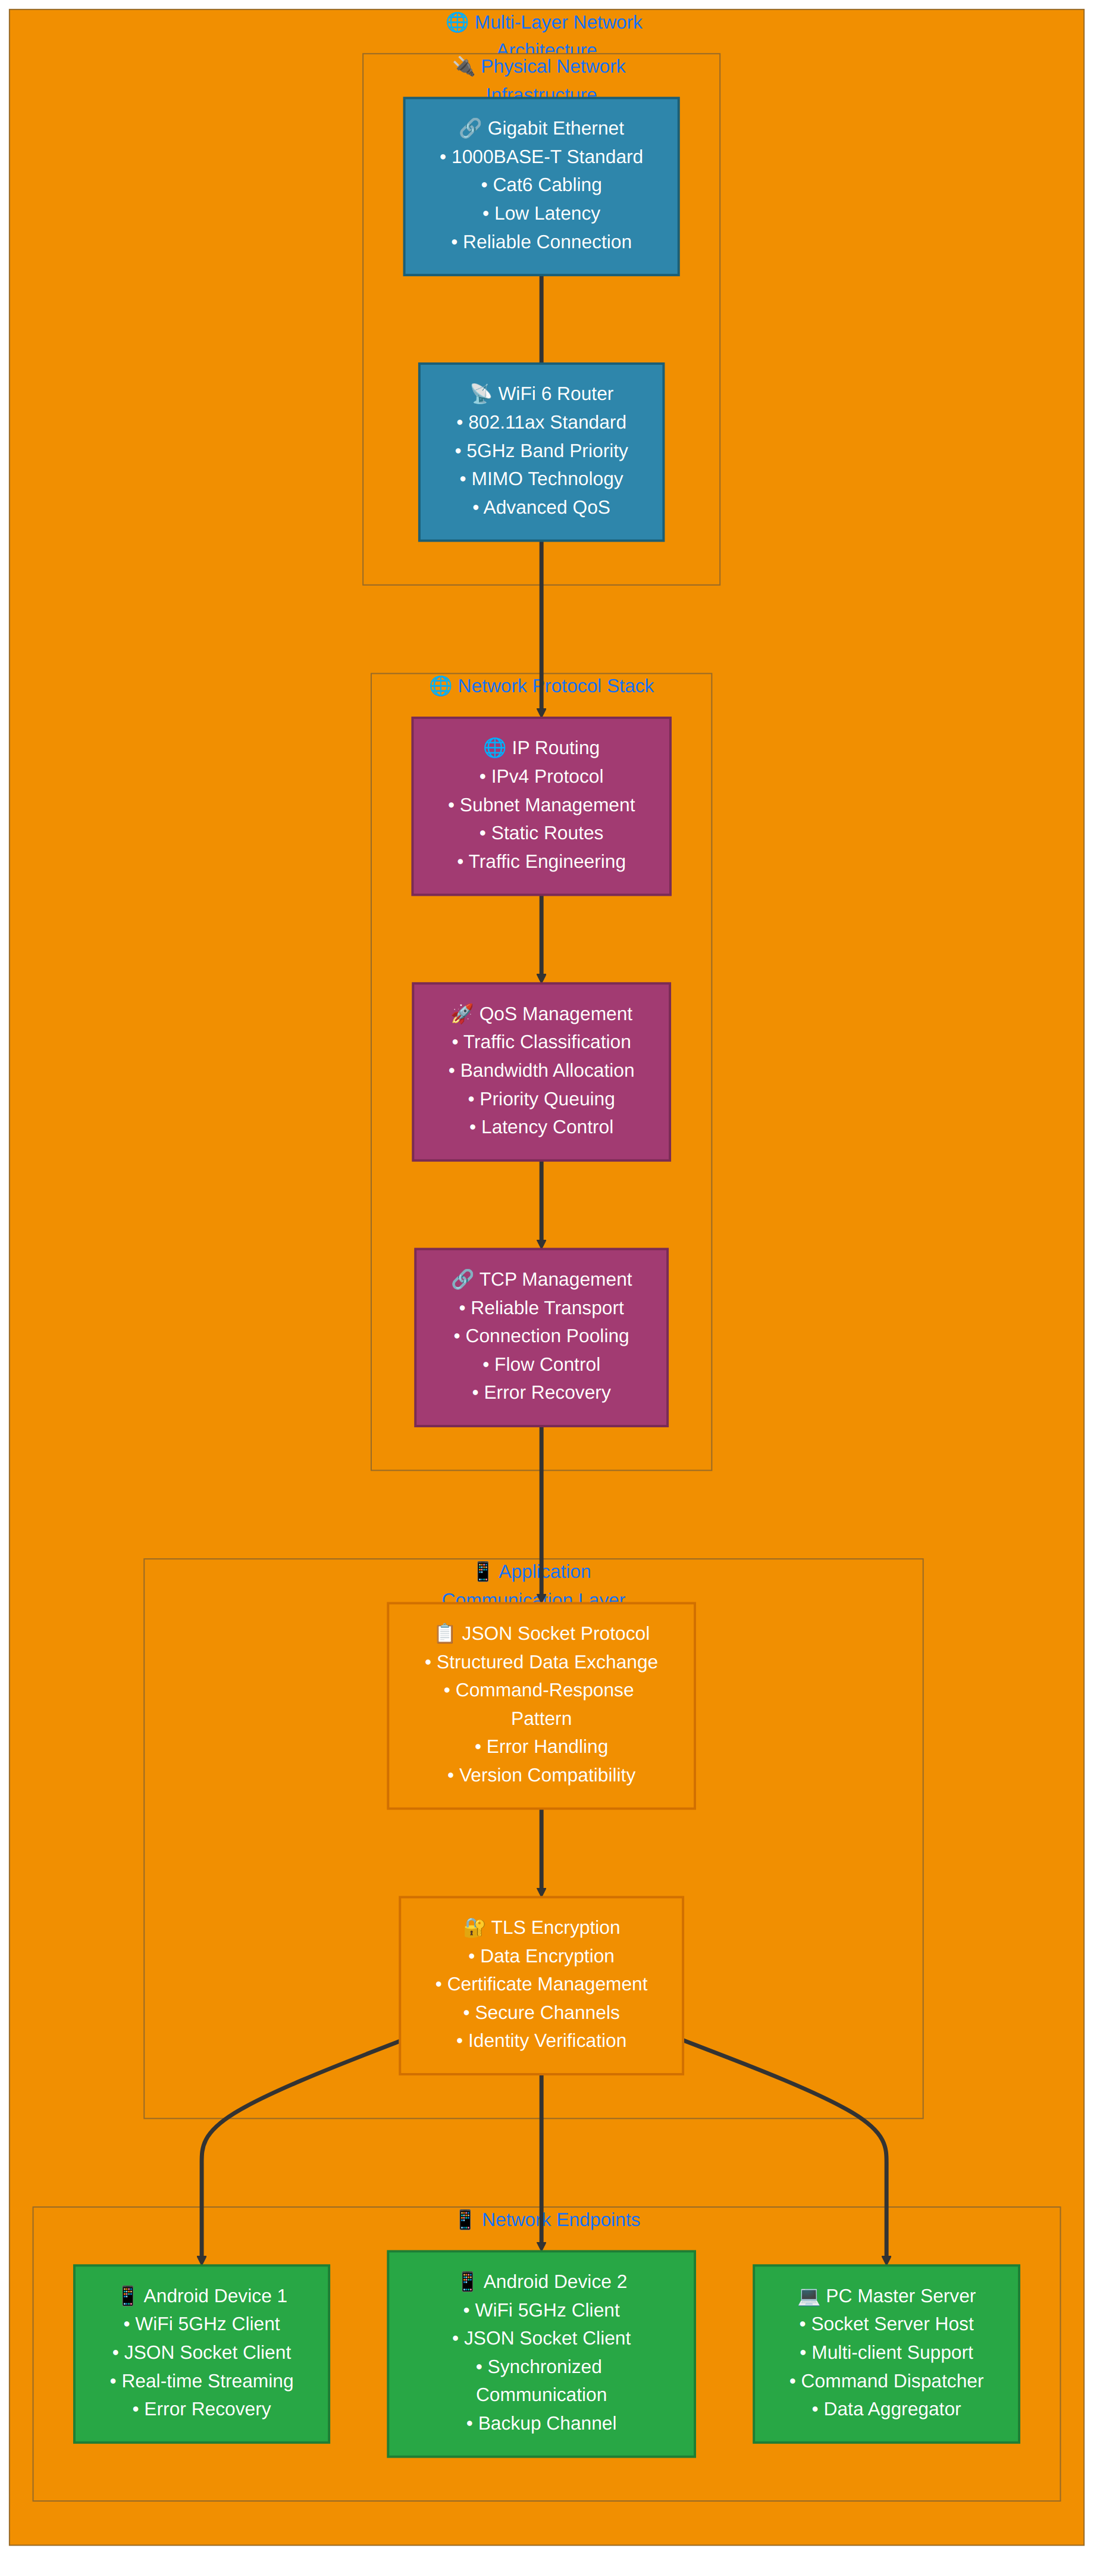 🌐 Multi-Layer Network
Architecture
🔌 Physical Network
Infrastructure
🔗 Gigabit Ethernet
• 1000BASE-T Standard
• Cat6 Cabling
• Low Latency
• Reliable Connection
📡 WiFi 6 Router
• 802.11ax Standard
• 5GHz Band Priority
• MIMO Technology
• Advanced QoS
🌐 Network Protocol Stack
🌐 IP Routing
• IPv4 Protocol
• Subnet Management
• Static Routes
• Traffic Engineering
🚀 QoS Management
• Traffic Classification
• Bandwidth Allocation
• Priority Queuing
• Latency Control
🔗 TCP Management
• Reliable Transport
• Connection Pooling
• Flow Control
• Error Recovery
📱 Application
Communication Layer
📋 JSON Socket Protocol
• Structured Data Exchange
• Command-Response
Pattern
• Error Handling
• Version Compatibility
🔐 TLS Encryption
• Data Encryption
• Certificate Management
• Secure Channels
• Identity Verification
📱 Network Endpoints
📱 Android Device 1
• WiFi 5GHz Client
• JSON Socket Client
• Real-time Streaming
• Error Recovery
📱 Android Device 2
• WiFi 5GHz Client
• JSON Socket Client
• Synchronized
Communication
• Backup Channel
💻 PC Master Server
• Socket Server Host
• Multi-client Support
• Command Dispatcher
• Data Aggregator